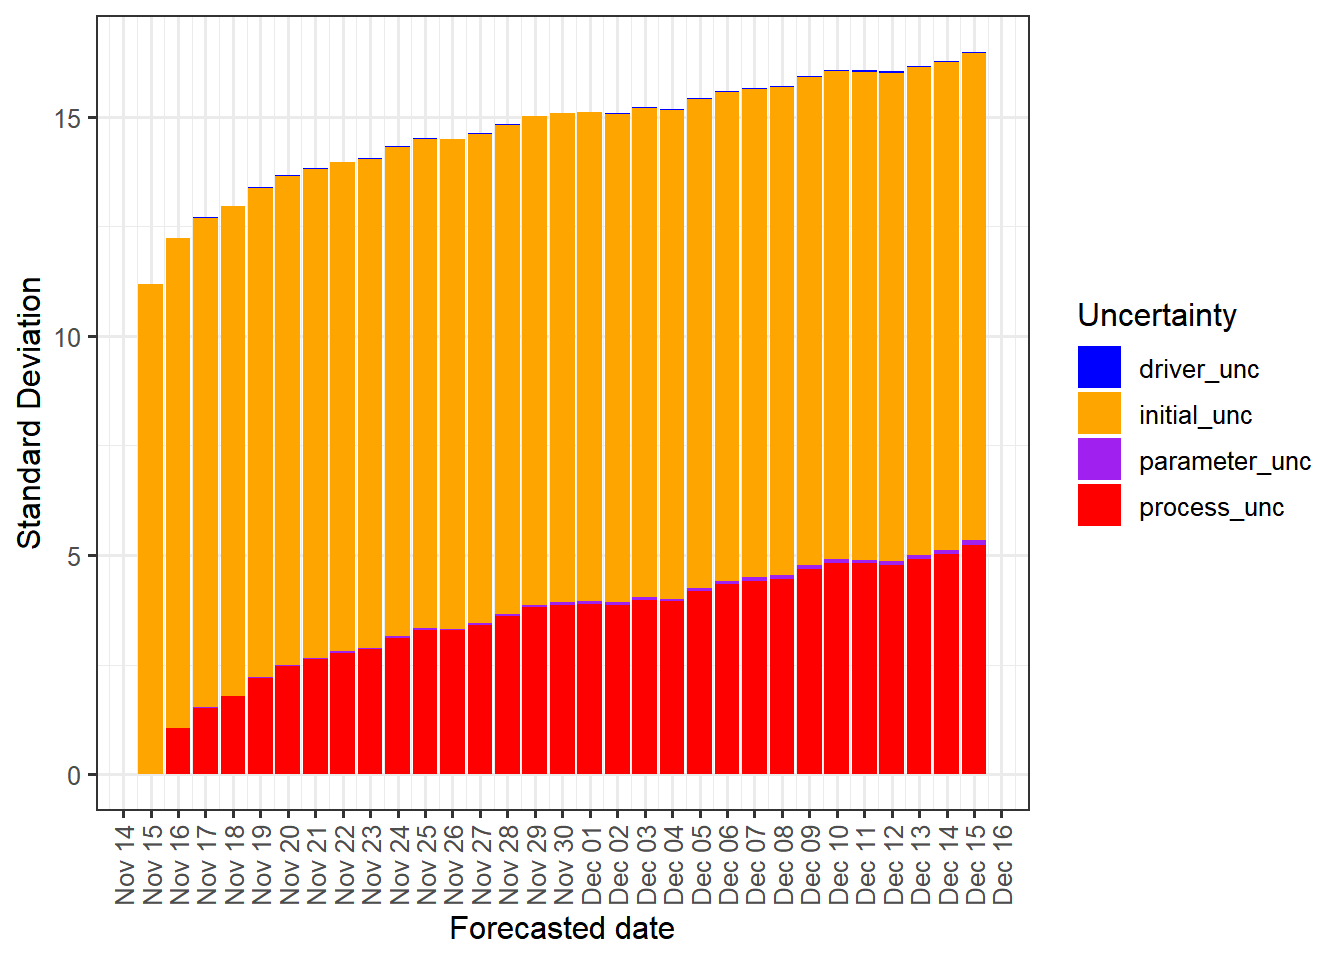 15
10
5
0
Standard Deviation
Nov 14
Nov 15
Nov 16
Nov 17
Nov 18
Nov 19
Nov 20
Nov 21
Nov 22
Nov 23
Nov 24
Nov 25
Nov 26
Nov 27
Nov 28
Nov 29
Nov 30
Dec 01
Dec 02
Dec 03
Dec 04
Dec 05
Dec 06
Dec 07
Dec 08
Dec 09
Dec 10
Dec 11
Dec 12
Dec 13
Dec 14
Dec 15
Dec 16
Forecasted date
Uncertainty
driver_unc
initial_unc
parameter_unc
process_unc